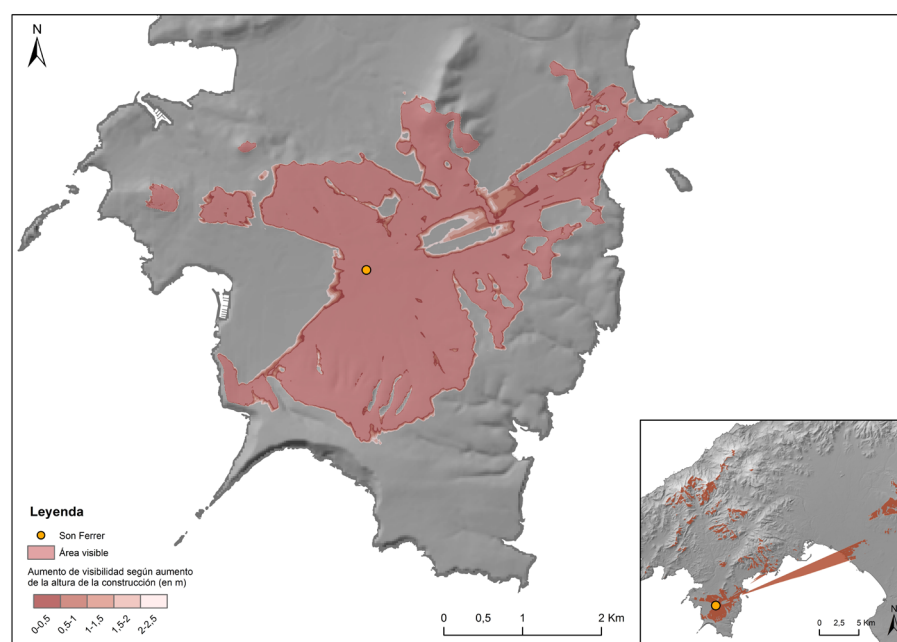 N
Leyenda
Son Ferrer
Área visible
Aumento de visibilidad según aumento
de la altura de la construcción (en m)
0-0.5
0,5-1
1-1,5
1,5-2
2-2,5
0 0,5 1 2 Km
0 2,5 5 Km
N